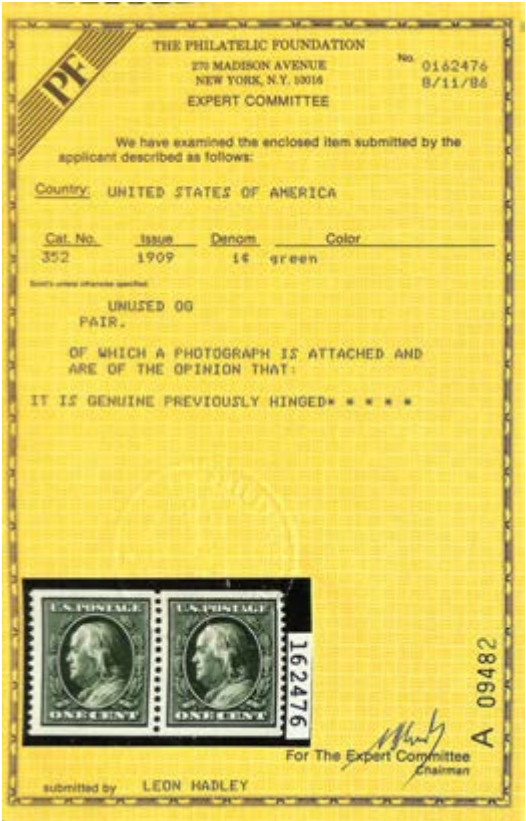 PF
THE PHILATELIC FOUNDATION
270 MADISON AVENUE
NEW YORK, N.Y. 10016
EXPERT COMMITTEE
No. 0162476
8/11/86
We have examined the enclosed item submitted by the
applicant described as follows:
Country: UNITED STATES OF AMERICA
Cat. No. Issue Denom Color
352 1909 1¢ green
Scott's unless otherwise specified
UNUSED OG
PAIR.
OF WHICH A PHOTOGRAPH IS ATTACHED AND
ARE OF THE OPINION THAT:
IT IS GENUINE PREVIOUSLY HINGED* * * * *
U.S. POSTAGE U.S. POSTAGE
ONE CENT ONE CENT
162476
A 09482
For The Expert Committee
Chairman
submitted by LEON HADLEY